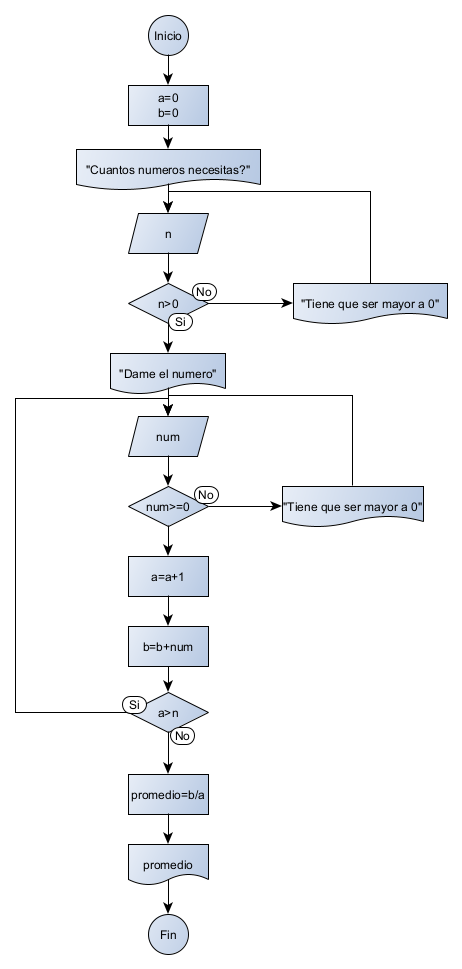 Inicio
a=0
b=0
"Cuantos numeros necesitas?"
n
n>0
No
"Tiene que ser mayor a 0"
Si
"Dame el numero"
num
num>=0
No
"Tiene que ser mayor a 0"
a=a+1
b=b+num
Si
a>n
No
promedio=b/a
promedio
Fin